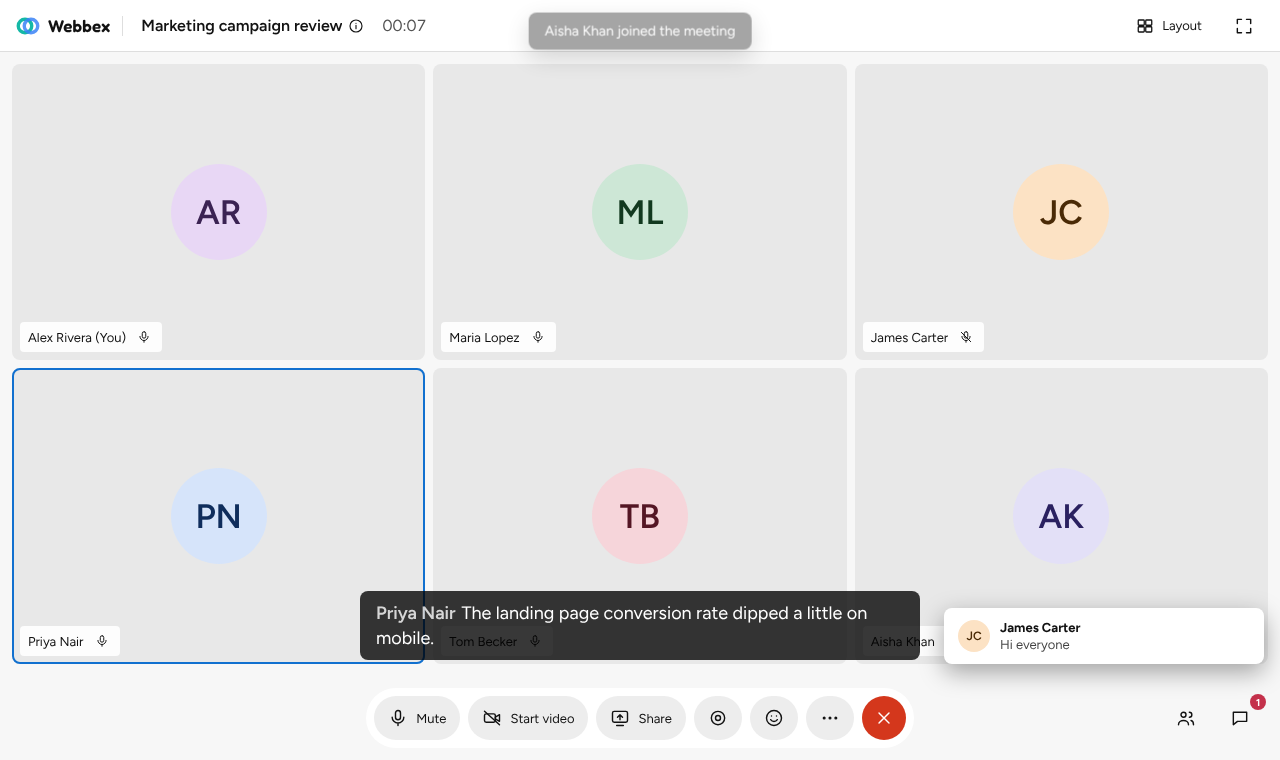 Webbex
Marketing campaign review
00:07
Aisha Khan joined the meeting
Layout
AR
ML
JC
Alex Rivera (You)
Maria Lopez
James Carter
PN
TB
AK
Priya Nair The landing page conversion rate dipped a little on
mobile.
Priya Nair
Tom Becker
Aisha Khan
JC
James Carter
Hi everyone
Mute
Start video
Share
1